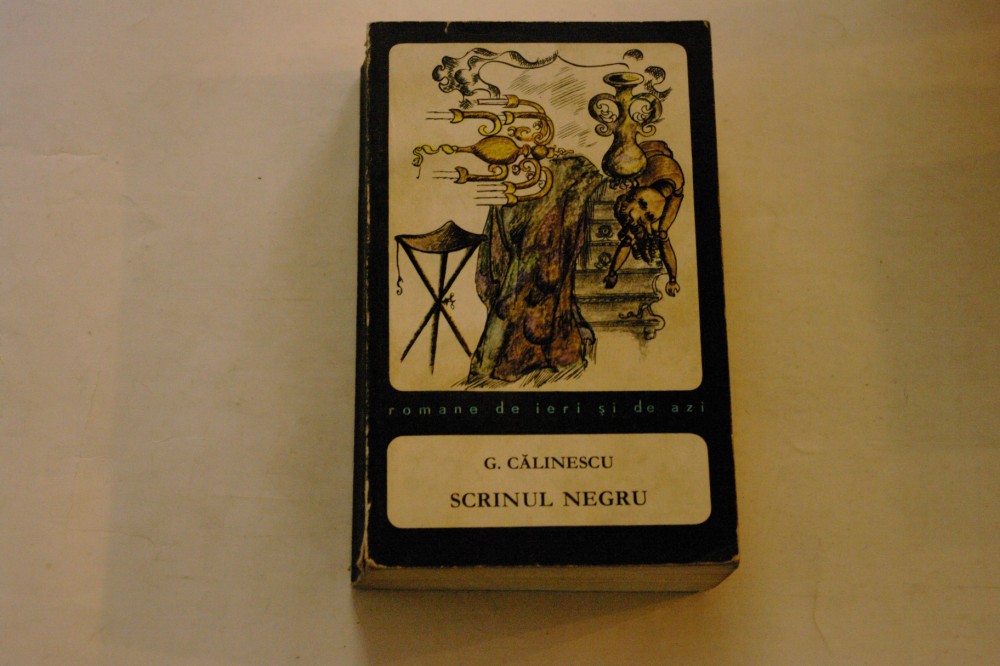 romane de ieri și de azi
G. CĂLINESCU
SCRINUL NEGRU